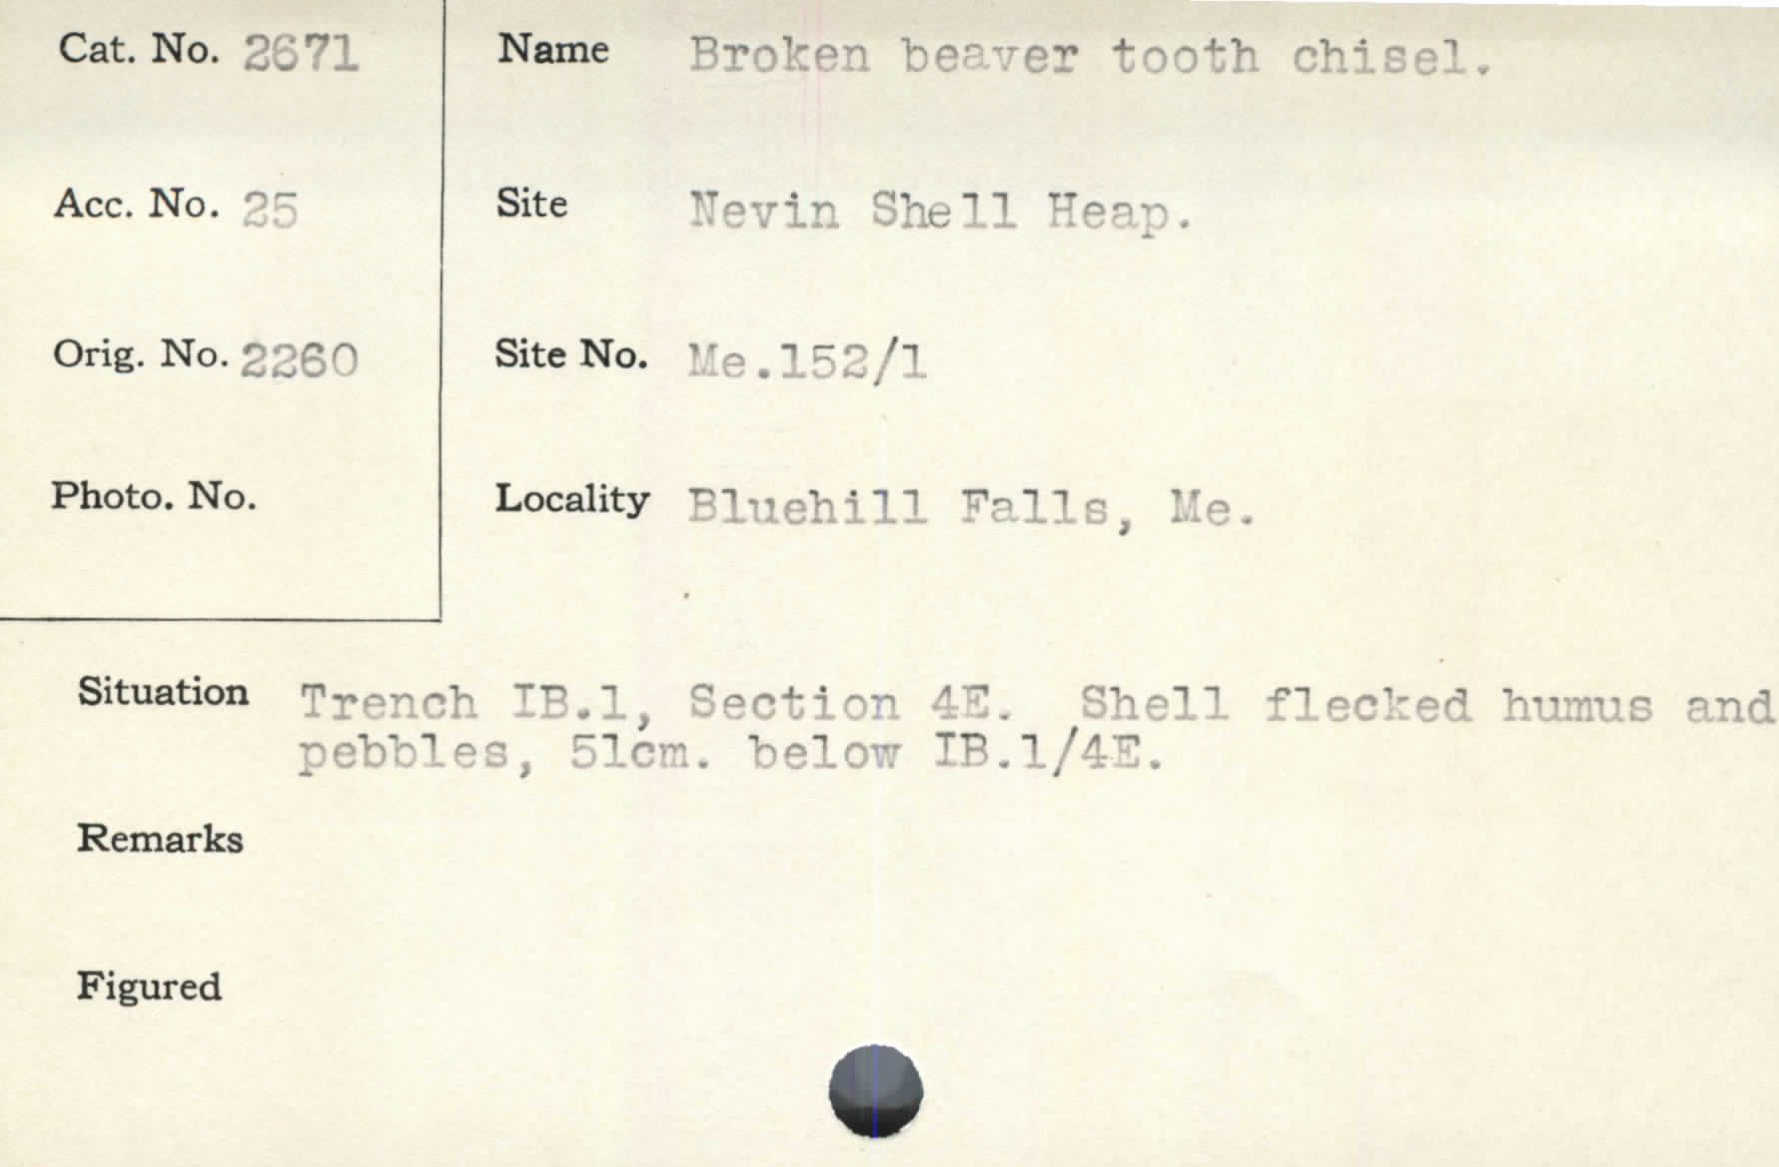 Cat. No. 2671
Name Broken beaver tooth chisel.
Acc. No. 25
Site Nevin Shell Heap.
Orig. No. 2260
Site No. Me.152/1
Photo. No.
Locality Bluehill Falls, Me.
Situation Trench IB.1, Section 4E. Shell flecked humus and
pebbles, 51cm. below IB.1/4E.
Remarks
Figured